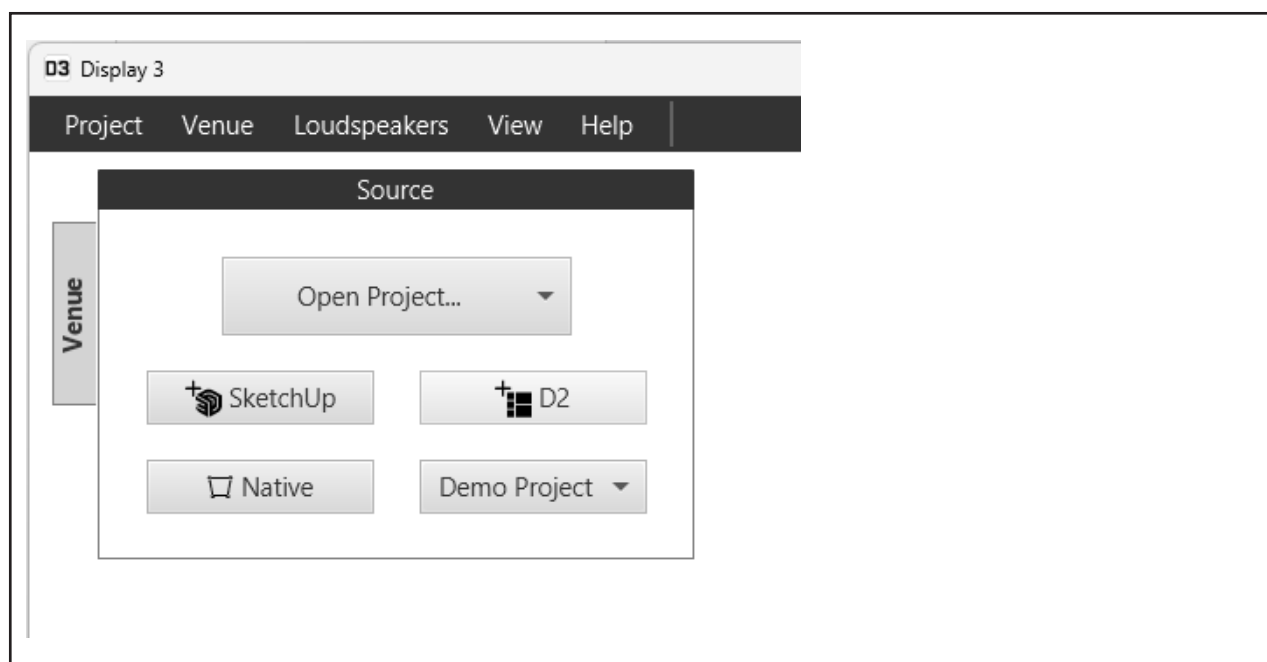 D3 Display 3
Project Venue Loudspeakers View Help
Source
Venue
Open Project...
SketchUp D2
Native Demo Project